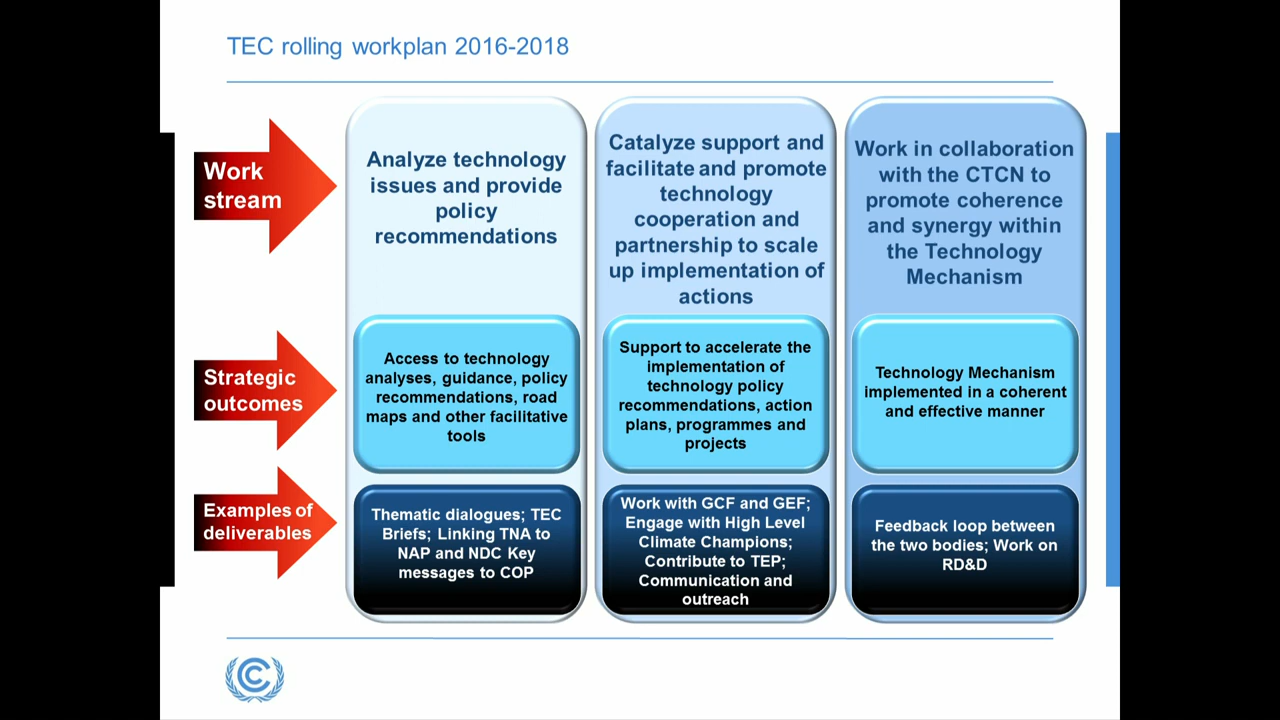 TEC rolling workplan 2016-2018
Work
stream
Analyze technology
issues and provide
policy
recommendations
Catalyze support and
facilitate and promote
technology
cooperation and
partnership to scale
up implementation of
actions
Work in collaboration
with the CTCN to
promote coherence
and synergy within
the Technology
Mechanism
Strategic
outcomes
Access to technology
analyses, guidance, policy
recommendations, road
maps and other facilitative
tools
Support to accelerate the
implementation of
technology policy
recommendations, action
plans, programmes and
projects
Technology Mechanism
implemented in a coherent
and effective manner
Examples of
deliverables
Thematic dialogues; TEC
Briefs; Linking TNA to
NAP and NDC Key
messages to COP
Work with GCF and GEF;
Engage with High Level
Climate Champions;
Contribute to TEP;
Communication and
outreach
Feedback loop between
the two bodies; Work on
RD&D